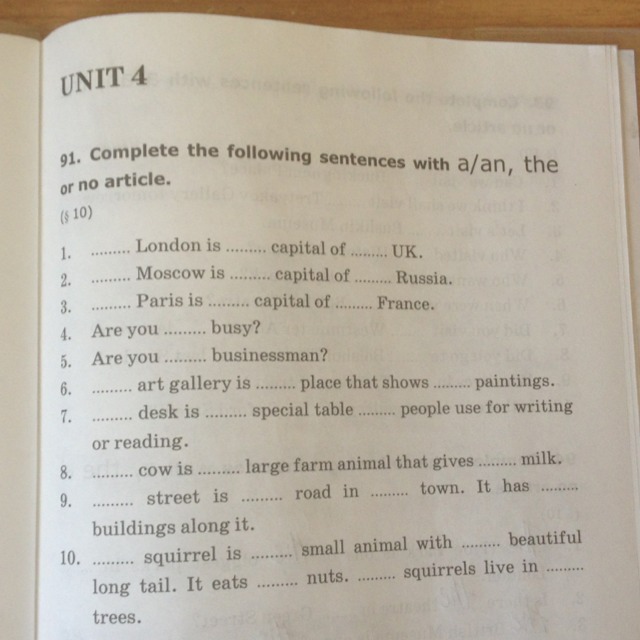 UNIT 4
91. Complete the following sentences with a/an, the
or no article.
(§ 10)
1. ......... London is ......... capital of ......... UK.
2. ......... Moscow is ......... capital of ......... Russia.
3. ......... Paris is ......... capital of ......... France.
4. Are you ......... busy?
5. Are you ......... businessman?
6. ......... art gallery is ......... place that shows ......... paintings.
7. ......... desk is ......... special table ......... people use for writing
or reading.
8. ......... cow is ......... large farm animal that gives ......... milk.
9. ......... street is ......... road in ......... town. It has .........
buildings along it.
10. ......... squirrel is ......... small animal with ......... beautiful
long tail. It eats ......... nuts. ......... squirrels live in .........
trees.